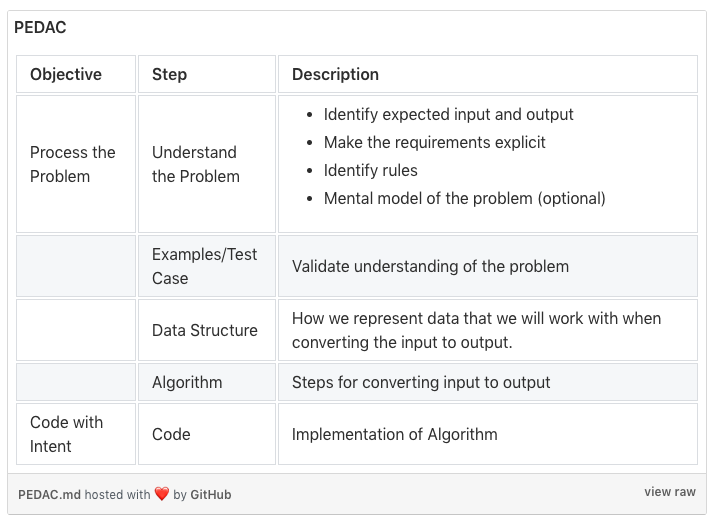 PEDAC
Objective Step Description
Process the Problem
Understand the Problem
• Identify expected input and output
• Make the requirements explicit
• Identify rules
• Mental model of the problem (optional)
Examples/Test Case
Validate understanding of the problem
Data Structure
How we represent data that we will work with when
converting the input to output.
Algorithm
Steps for converting input to output
Code with Intent
Code
Implementation of Algorithm
PEDAC.md hosted with ❤ by GitHub
view raw